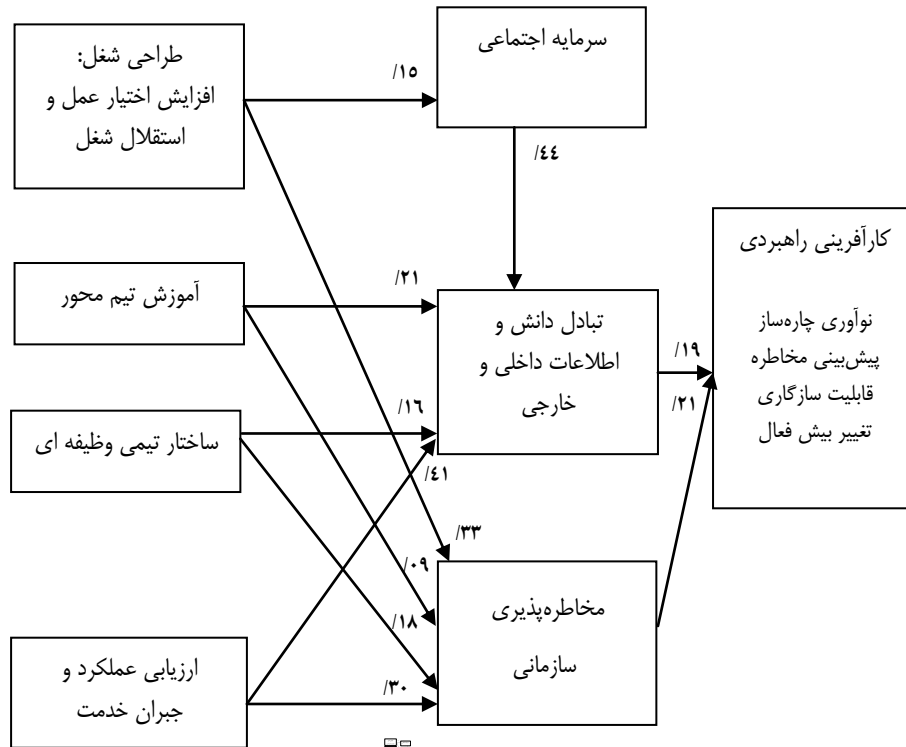 طراحی شغل:
افزایش اختیار عمل و
استقلال شغل
آموزش تیم محور
ساختار تیمی وظیفه ای
ارزیابی عملکرد و
جبران خدمت
سرمایه اجتماعی
تبادل دانش و
اطلاعات داخلی و
خارجی
مخاطره‌پذیری
سازمانی
کارآفرینی راهبردی
نوآوری چاره‌ساز
پیش‌بینی مخاطره
قابلیت سازگاری
تغییر بیش فعال
/۱٥
/٤٤
/۲۱
/۱٦
/٤۱
/۳۳
/۰۹
/۱۸
/۳۰
/۱۹
/۲۱